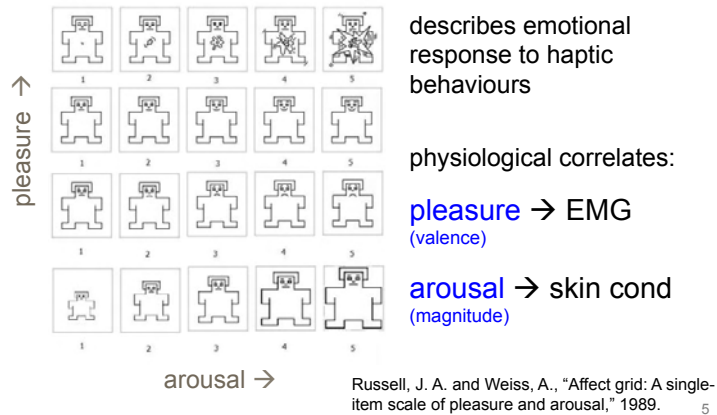 describes emotional
response to haptic
behaviours
1 2 3 4 5
pleasure →
1 2 3 4 5
physiological correlates:
1 2 3 4 5
pleasure → EMG
(valence)
arousal → skin cond
(magnitude)
1 2 3 4 5
arousal →
Russell, J. A. and Weiss, A., “Affect grid: A single-
item scale of pleasure and arousal,” 1989.
5